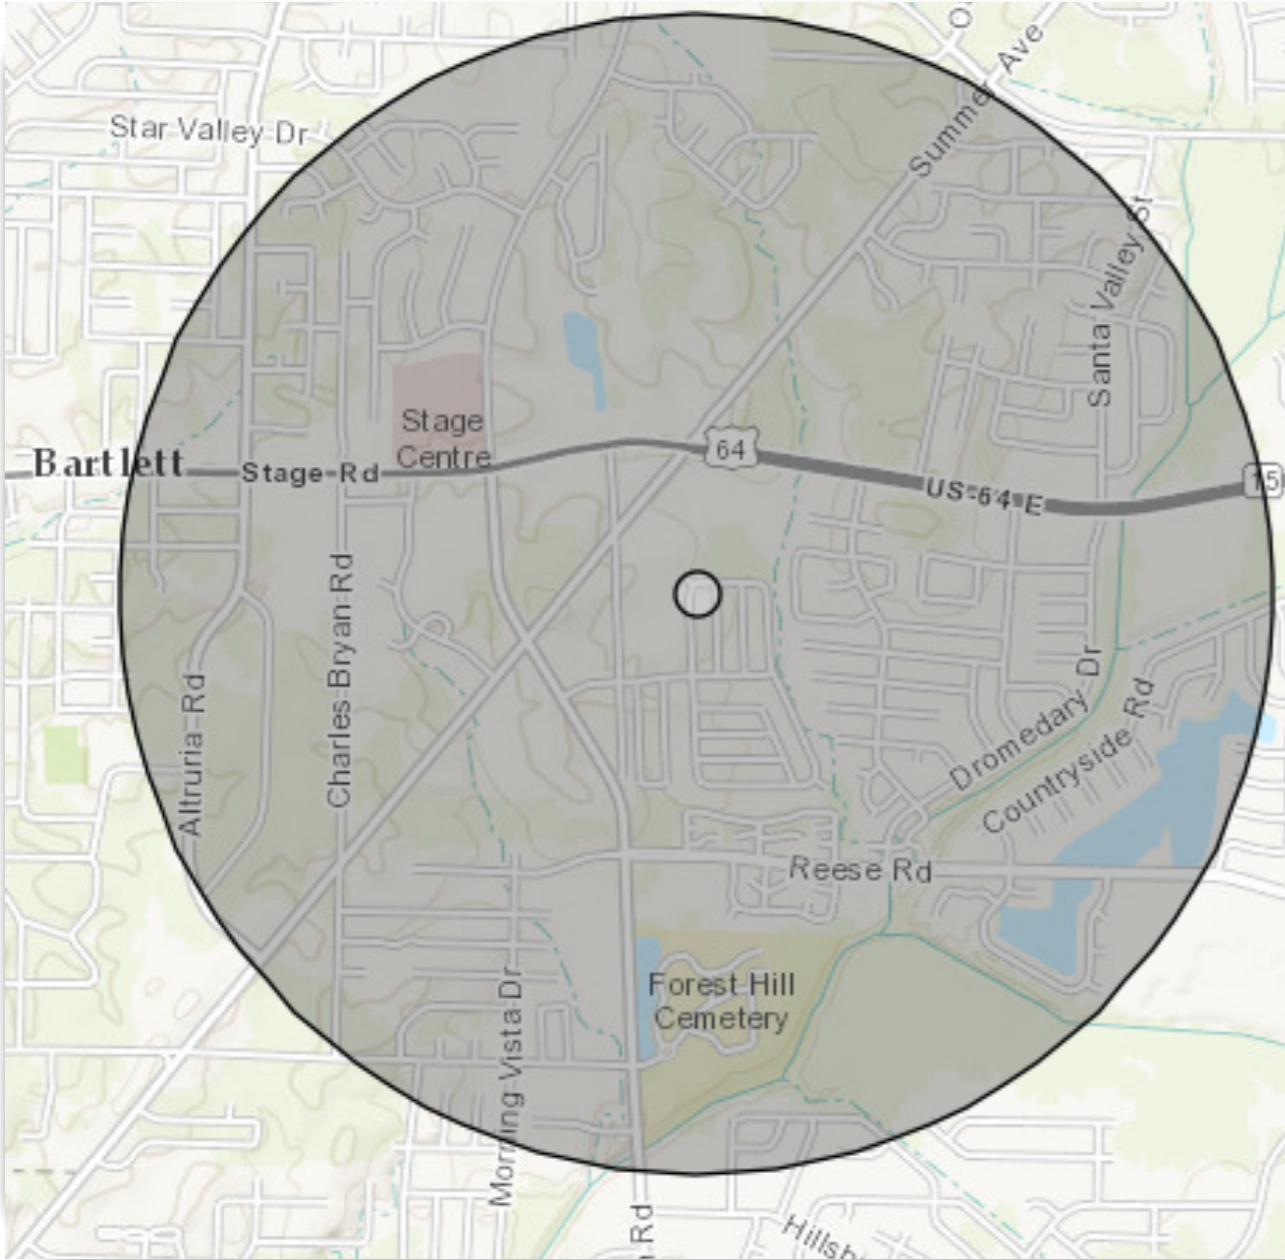 Summer Ave
Star Valley Dr
Santa Valley St
Stage
Centre
64
Bartlett
Stage Rd
US-64 E
15
Charles Bryan Rd
Altruria Rd
Dromedary Dr
Countryside Rd
Reese Rd
Forest Hill
Cemetery
Morning Vista Dr
Rd